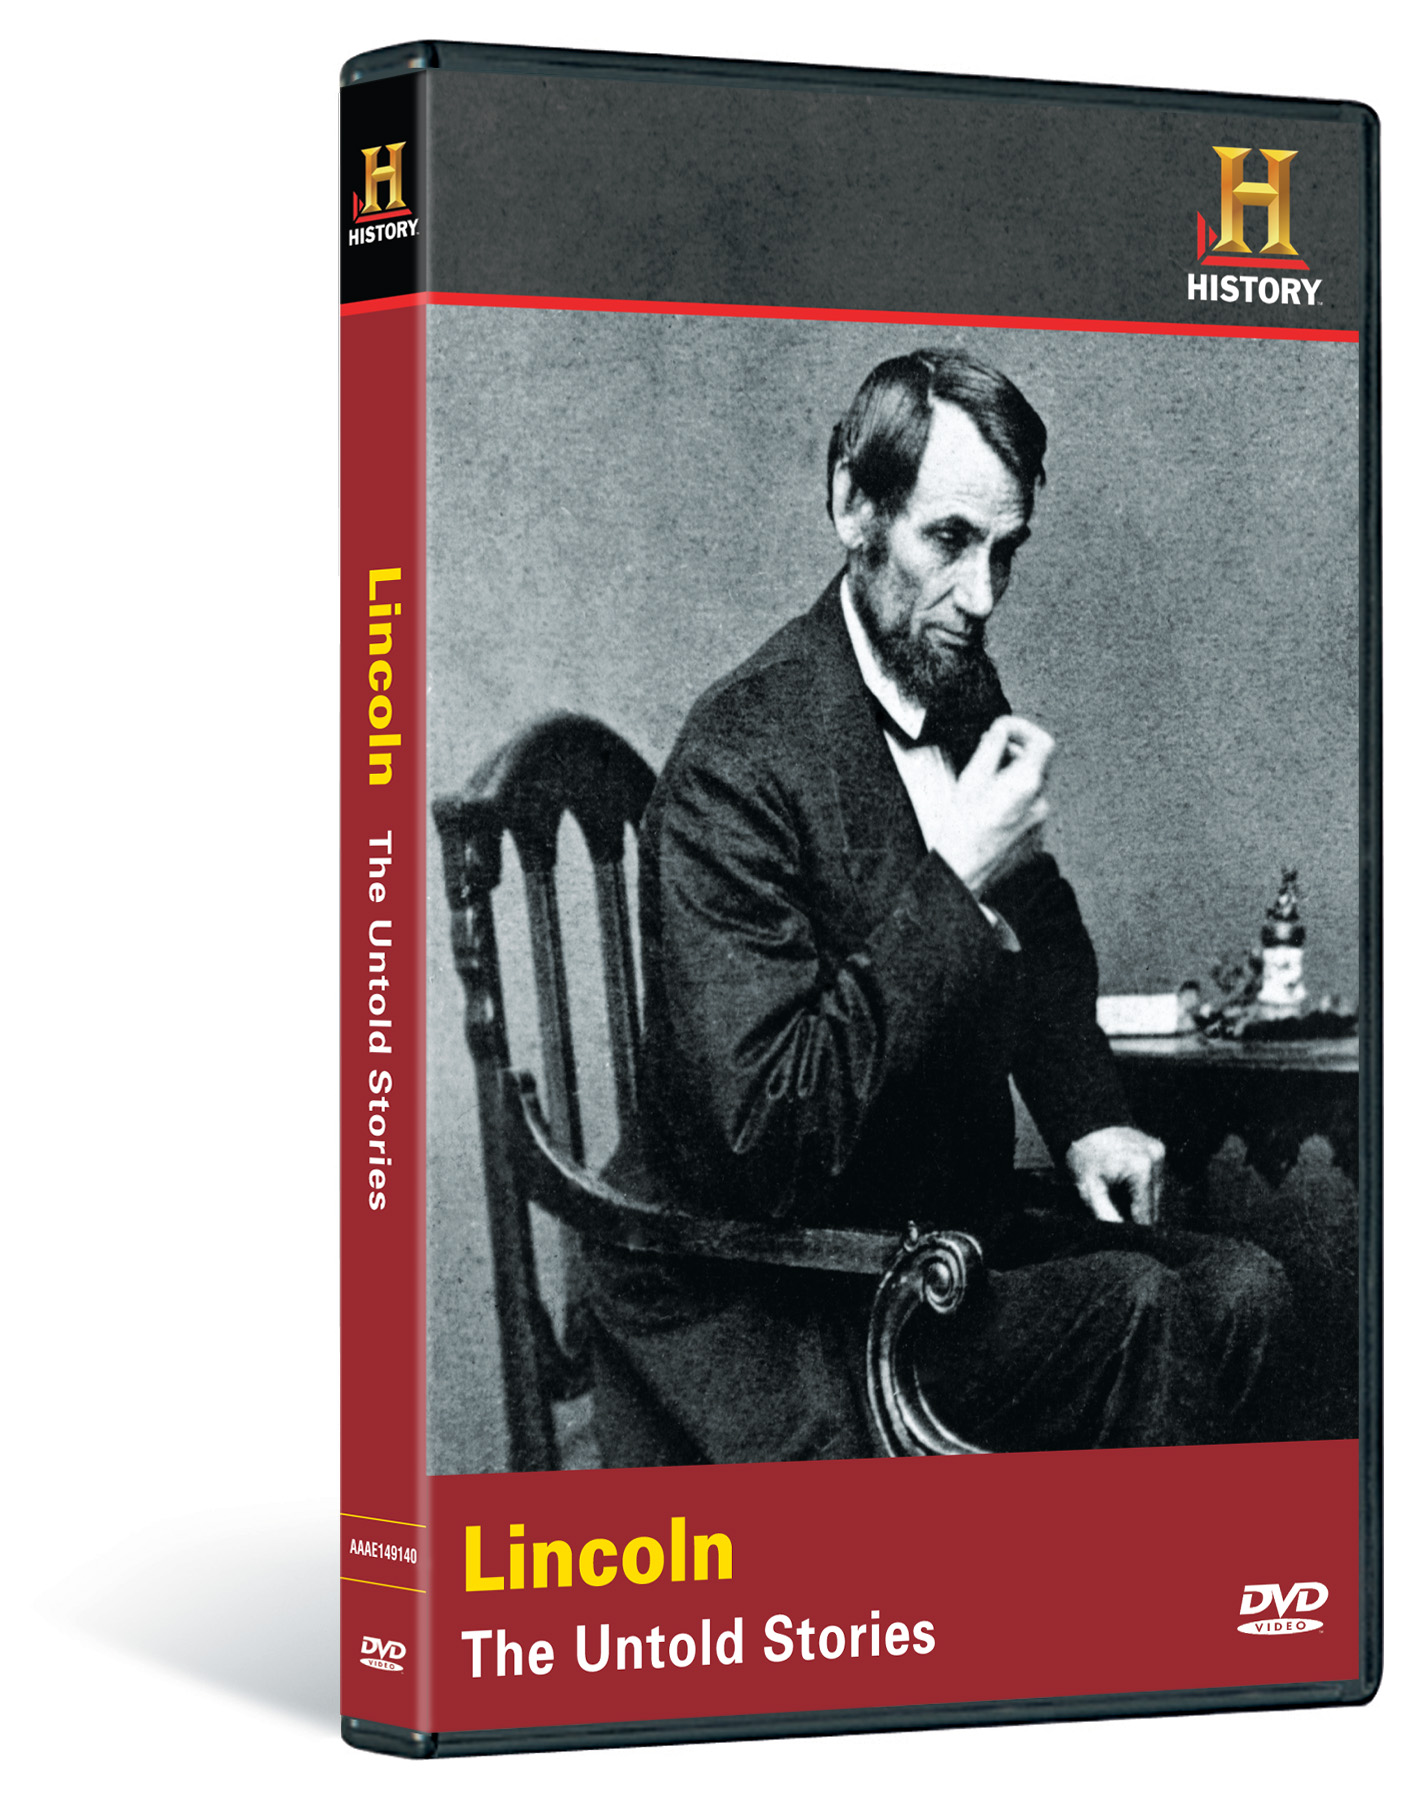 HISTORY
Lincoln The Untold Stories
AAAE149140
DVD
VIDEO
HISTORY
Lincoln
The Untold Stories
DVD
VIDEO